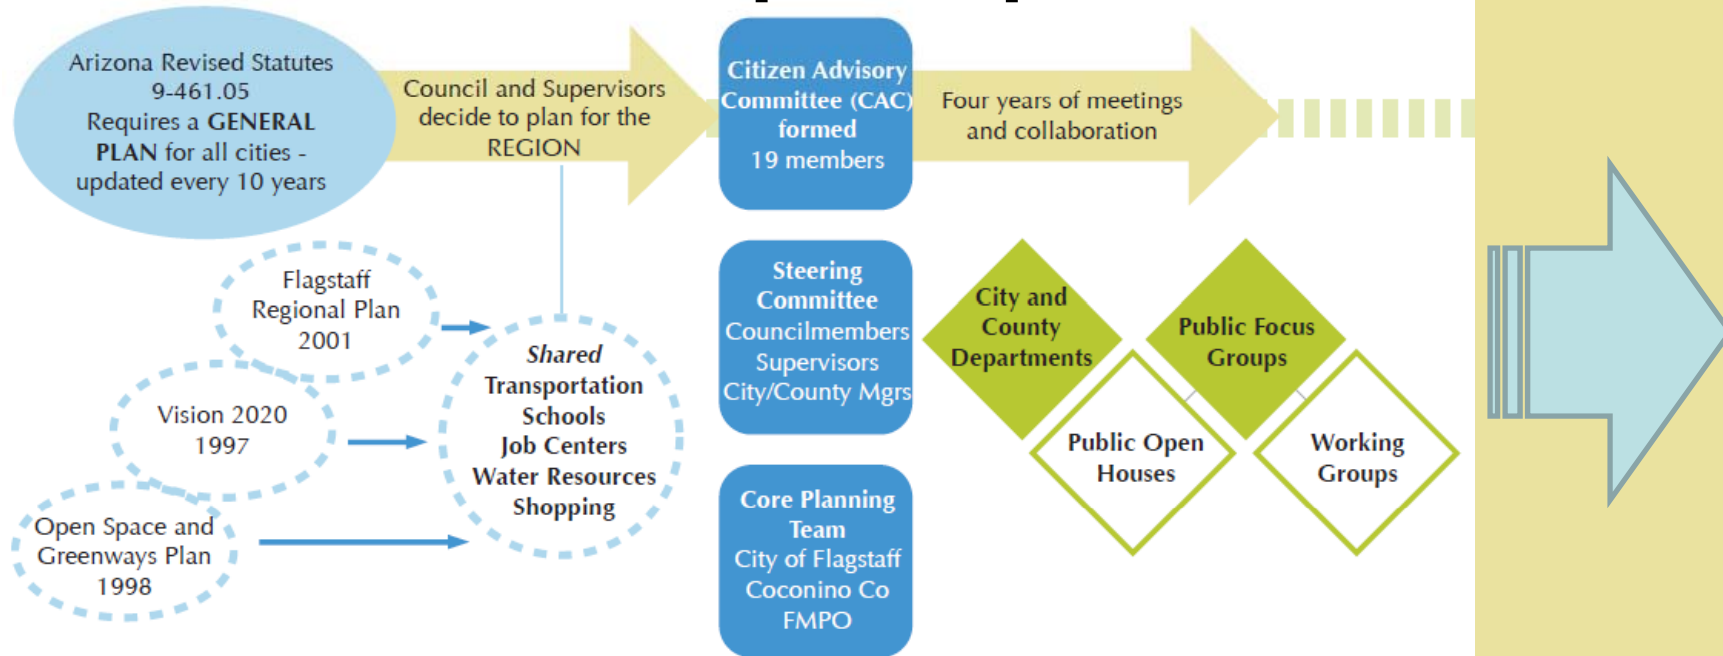 Arizona Revised Statutes
9-461.05
Requires a GENERAL
PLAN for all cities -
updated every 10 years
Council and Supervisors
decide to plan for the
REGION
Citizen Advisory
Committee (CAC)
formed
19 members
Four years of meetings
and collaboration
Flagstaff
Regional Plan
2001
Vision 2020
1997
Open Space and
Greenways Plan
1998
Shared
Transportation
Schools
Job Centers
Water Resources
Shopping
Steering
Committee
Councilmembers
Supervisors
City/County Mgrs
Core Planning
Team
City of Flagstaff
Coconino Co
FMPO
City and
County
Departments
Public Open
Houses
Public Focus
Groups
Working
Groups